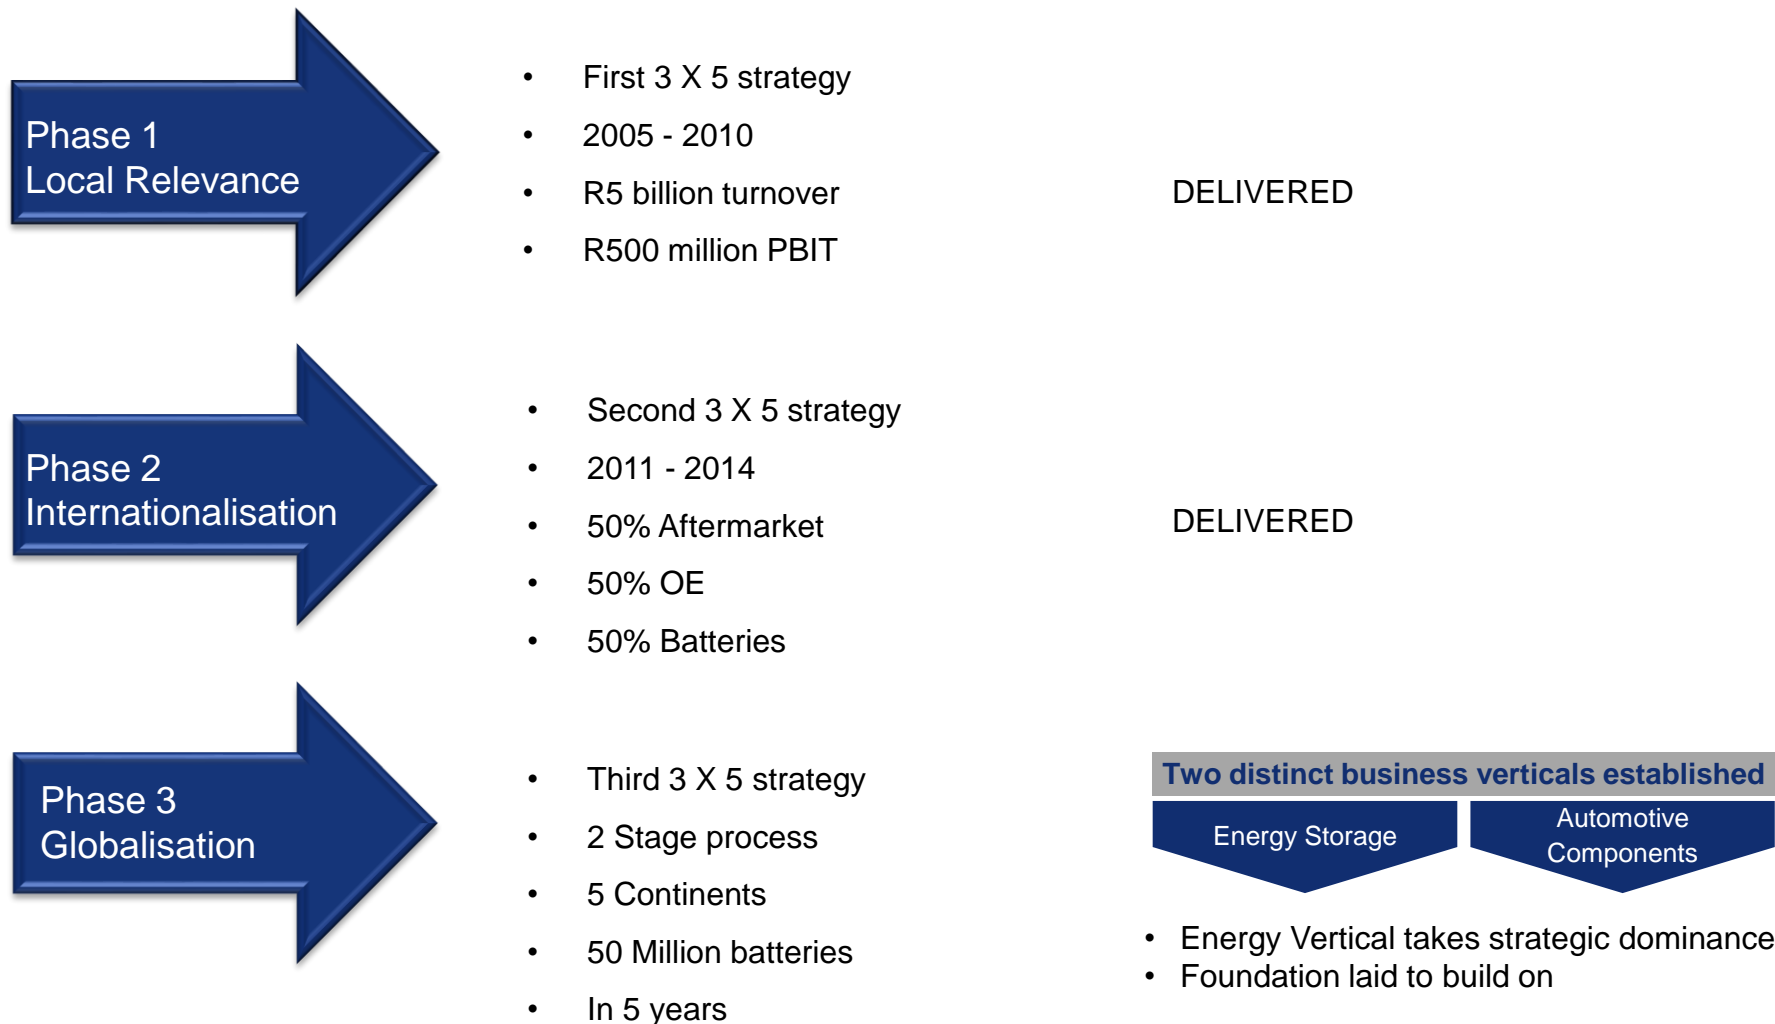 Phase 1
Local Relevance
• First 3 X 5 strategy
• 2005 - 2010
• R5 billion turnover
• R500 million PBIT
DELIVERED
Phase 2
Internationalisation
• Second 3 X 5 strategy
• 2011 - 2014
• 50% Aftermarket
• 50% OE
• 50% Batteries
DELIVERED
Phase 3
Globalisation
• Third 3 X 5 strategy
• 2 Stage process
• 5 Continents
• 50 Million batteries
• In 5 years
Two distinct business verticals established
Energy Storage
Automotive
Components
• Energy Vertical takes strategic dominance
• Foundation laid to build on